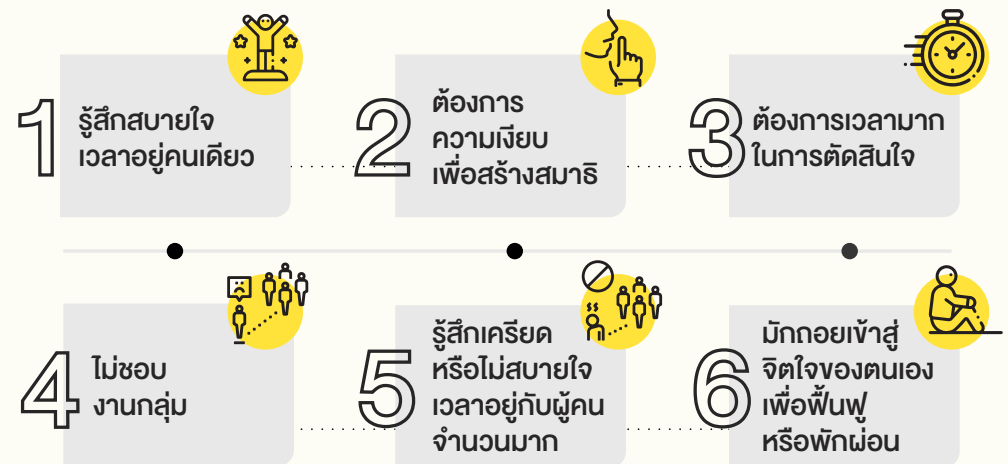 1
รู้สึกสบายใจ
เวลาอยู่คนเดียว
2
ต้องการ
ความเงียบ
เพื่อสร้างสมาธิ
3
ต้องการเวลามาก
ในการตัดสินใจ
4
ไม่ชอบ
งานกลุ่ม
5
รู้สึกเครียด
หรือไม่สบายใจ
เวลาอยู่กับผู้คน
จำนวนมาก
6
มักถอยเข้าสู่
จิตใจของตนเอง
เพื่อฟื้นฟู
หรือพักผ่อน